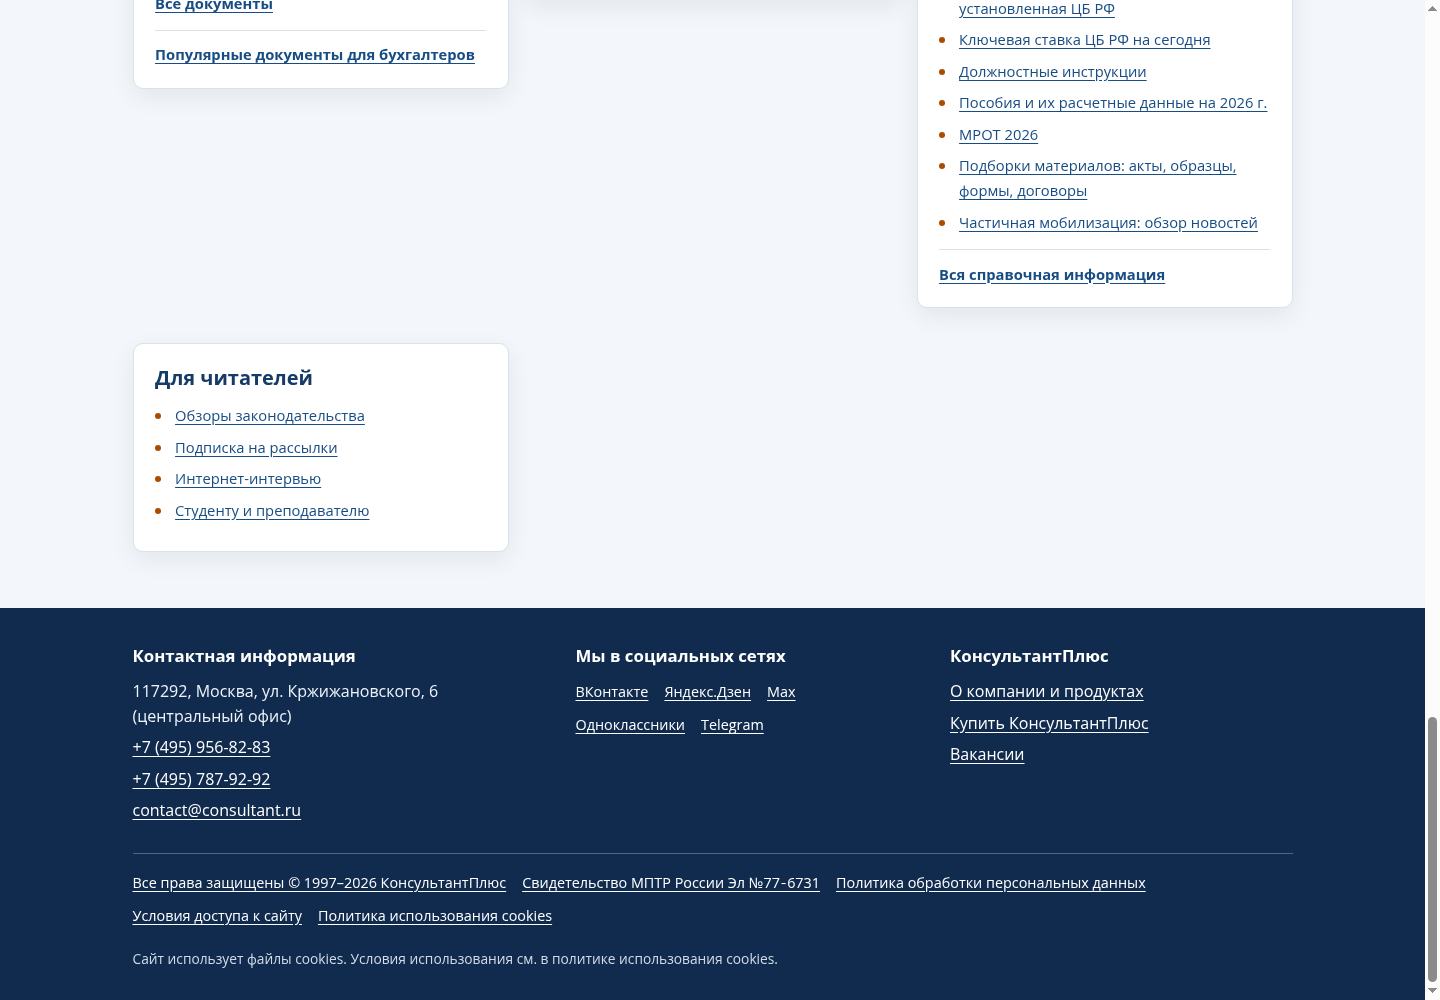 Все документы
Популярные документы для бухгалтеров
установленная ЦБ РФ
Ключевая ставка ЦБ РФ на сегодня
Должностные инструкции
Пособия и их расчетные данные на 2026 г.
МРОТ 2026
Подборки материалов: акты, образцы,
формы, договоры
Частичная мобилизация: обзор новостей
Вся справочная информация
Для читателей
Обзоры законодательства
Подписка на рассылки
Интернет-интервью
Студенту и преподавателю
Контактная информация
117292, Москва, ул. Кржижановского, 6
(центральный офис)
+7 (495) 956-82-83
+7 (495) 787-92-92
contact@consultant.ru
Мы в социальных сетях
ВКонтакте Яндекс.Дзен Max
Одноклассники Telegram
КонсультантПлюс
О компании и продуктах
Купить КонсультантПлюс
Вакансии
Все права защищены © 1997–2026 КонсультантПлюс Свидетельство МПТР России Эл №77-6731 Политика обработки персональных данных
Условия доступа к сайту Политика использования cookies
Сайт использует файлы cookies. Условия использования см. в политике использования cookies.